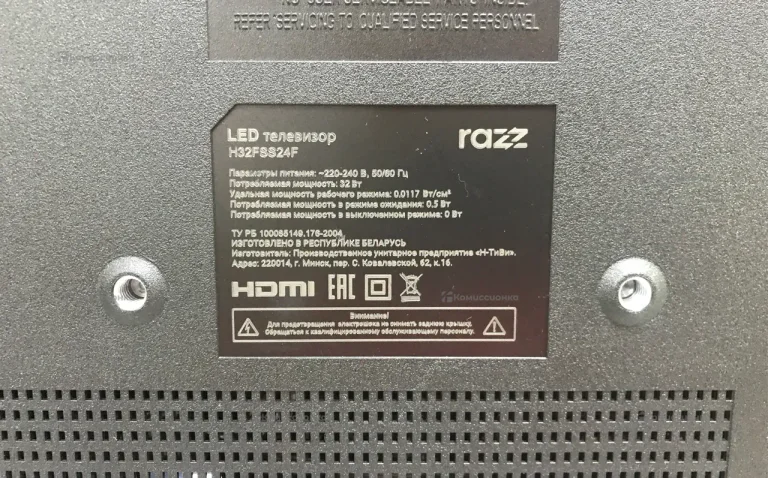 REFER SERVICING TO QUALIFIED SERVICE PERSONNEL
LED телевизор
razz
H32FSS24F
Параметры питания: ~220-240 В, 50/60 Гц
Потребляемая мощность: 32 Вт
Удельная мощность рабочего режима: 0.0117 Вт/см²
Потребляемая мощность в режиме ожидания: 0.5 Вт
Потребляемая мощность в выключенном режиме: 0 Вт
ТУ РБ 100085149.176-2004
ИЗГОТОВЛЕНО В РЕСПУБЛИКЕ БЕЛАРУСЬ
Изготовитель: Производственное унитарное предприятие «Н-ТиВи».
Адрес: 220014, г. Минск, пер. С. Ковалевской, 62, к.16.
HDMI EAC
Комиссионка
Внимание!
Для предотвращения электрошока не снимать заднюю крышку.
Обращаться к квалифицированному обслуживающему персоналу.